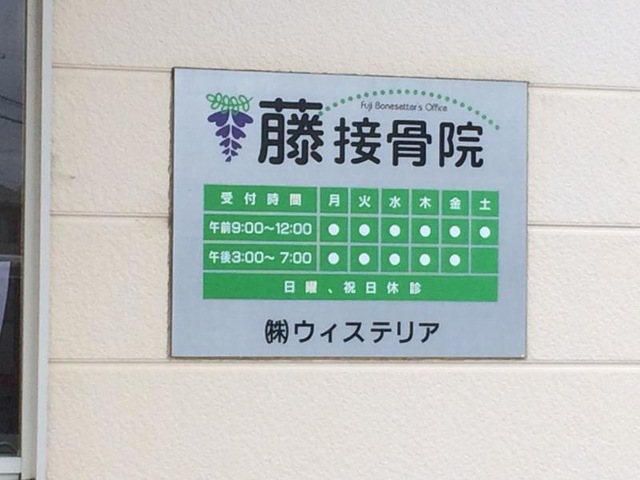 Fuji Bonesetter's Office
藤接骨院
受付時間 月 火 水 木 金 土
午前9:00〜12:00 ● ● ● ● ● ●
午後3:00〜 7:00 ● ● ● ● ●
日曜、祝日休診
㈱ウィステリア